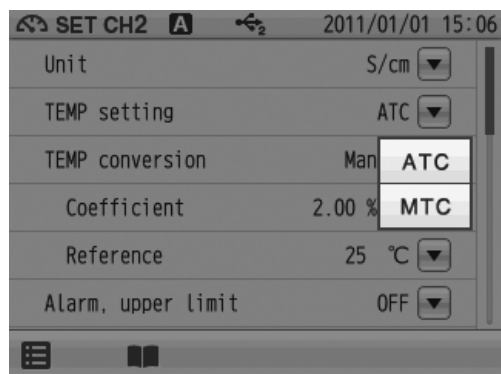 SET CH2 A 2 2011/01/01 15:06
Unit S/cm
TEMP setting ATC
TEMP conversion Man ATC
Coefficient 2.00 % MTC
Reference 25 ℃
Alarm, upper limit OFF